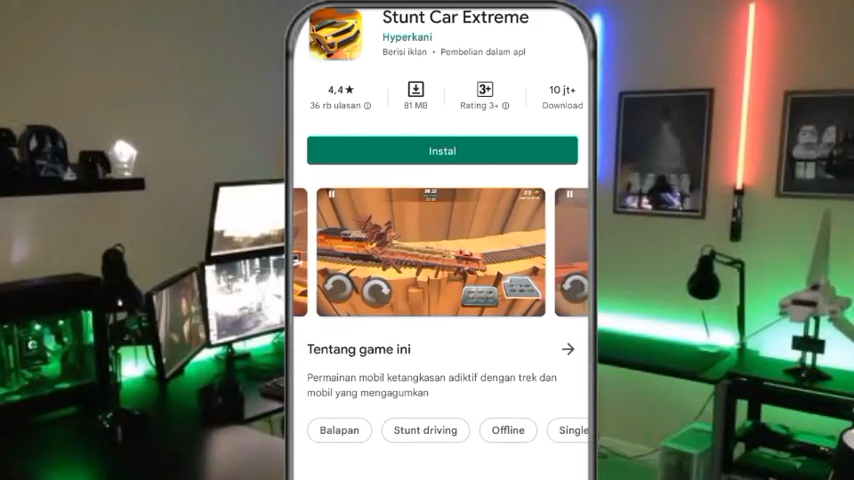 Stunt Car Extreme
Hyperkani
Berisi iklan • Pembelian dalam apl
4,4★
36 rb ulasan
81 MB
3+
Rating 3+
10 jt+
Download
Instal
Tentang game ini
Permainan mobil ketangkasan adiktif dengan trek dan
mobil yang mengagumkan
Balapan
Stunt driving
Offline
Single